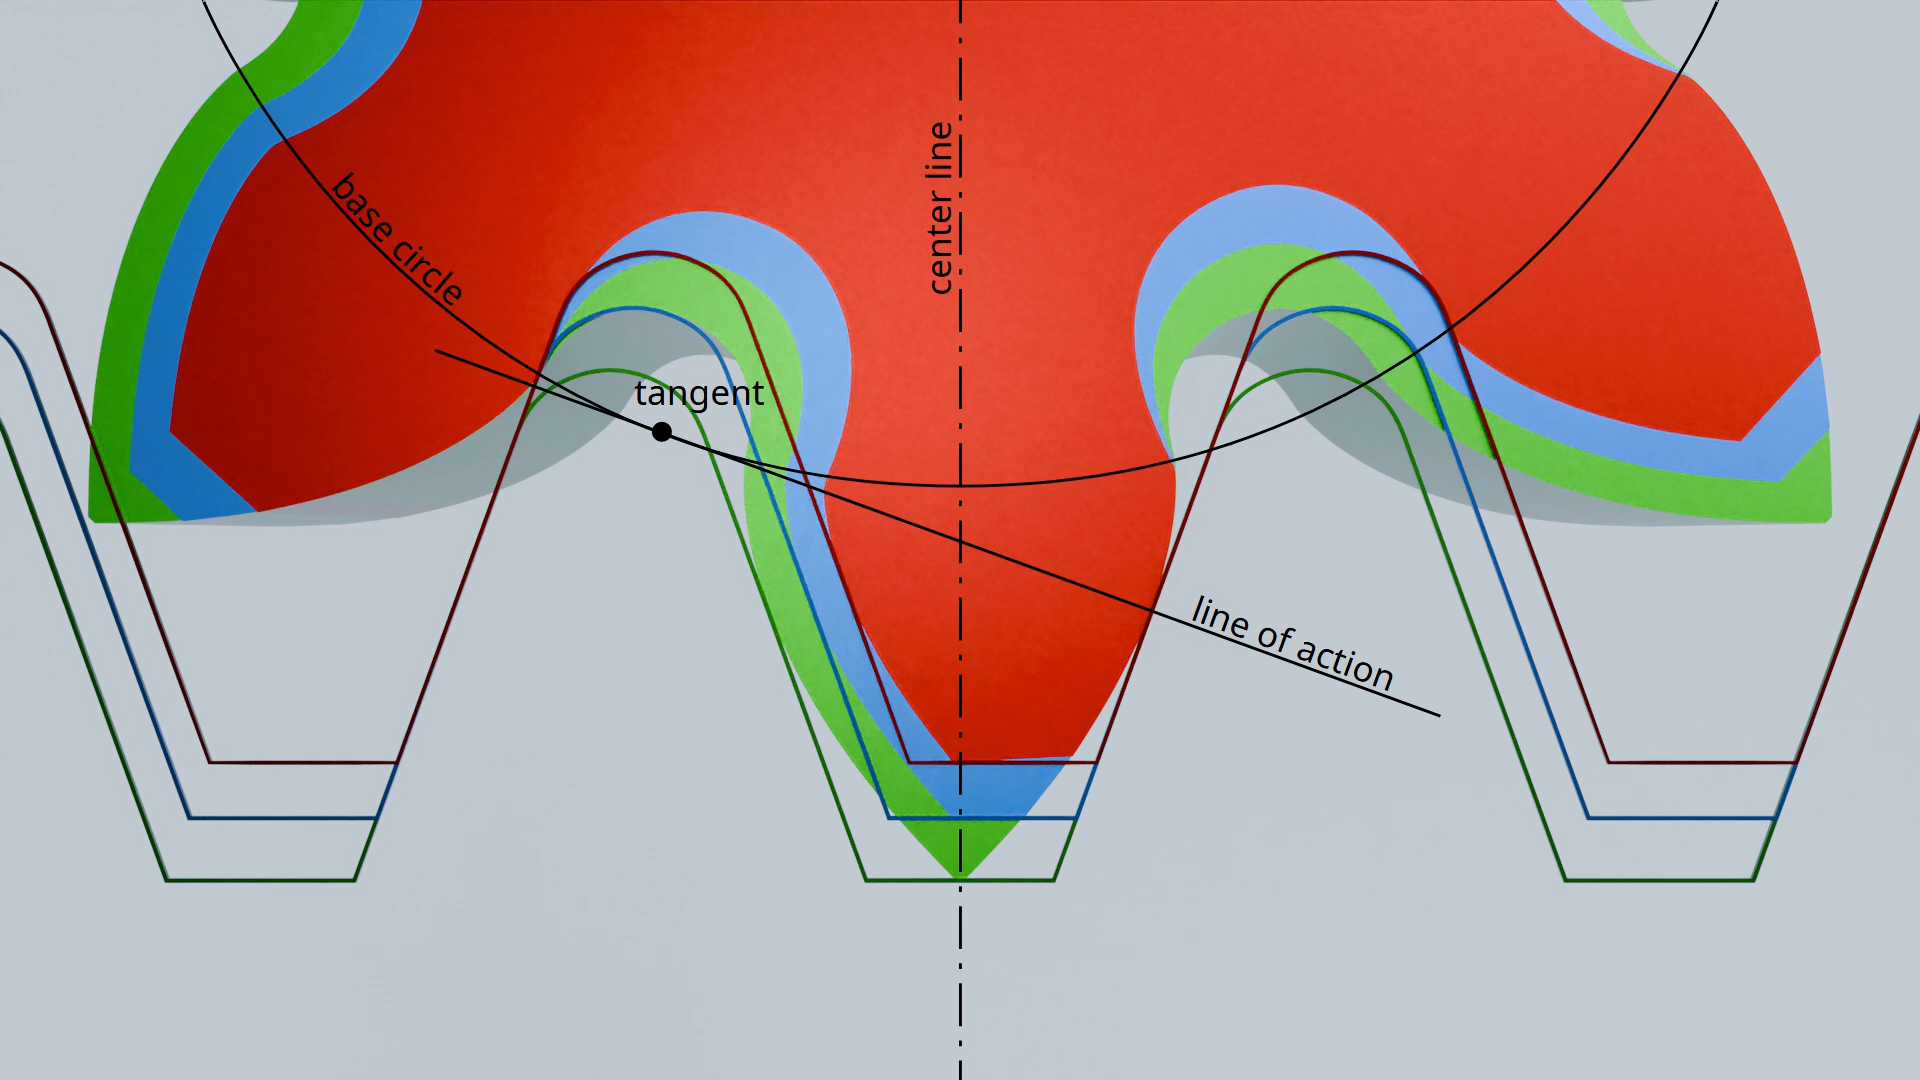 center line
base circle
tangent
line of action